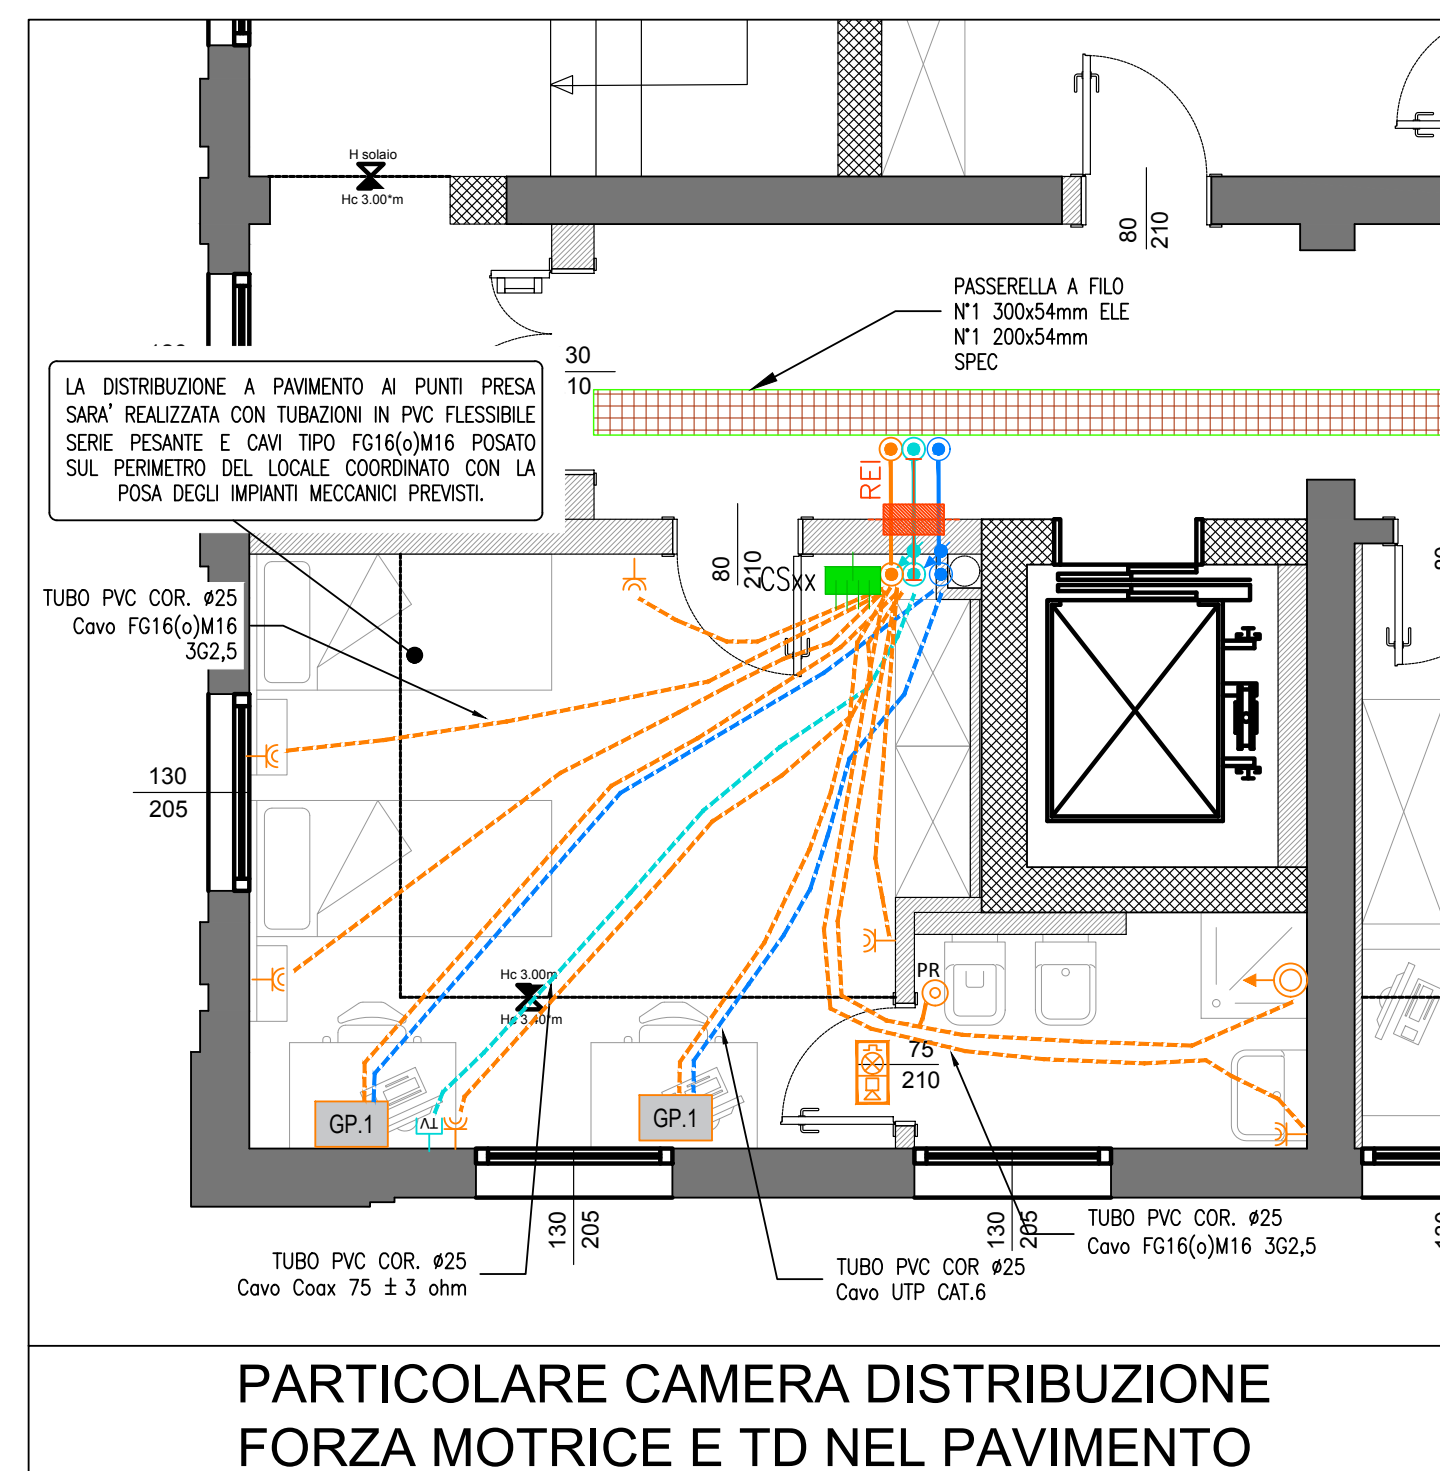 H solaio
Hc 3.00*m
80
210
PASSERELLA A FILO
N°1 300x54mm ELE
N°1 200x54mm
SPEC
30
10
LA DISTRIBUZIONE A PAVIMENTO AI PUNTI PRESA
SARA' REALIZZATA CON TUBAZIONI IN PVC FLESSIBILE
SERIE PESANTE E CAVI TIPO FG16(o)M16 POSATO
SUL PERIMETRO DEL LOCALE COORDINATO CON LA
POSA DEGLI IMPIANTI MECCANICI PREVISTI.
REI
80
210
CSxx
TUBO PVC COR. ø25
Cavo FG16(o)M16
3G2,5
130
205
Hc 3.00m
Hc 3.40*m
PR
75
210
GP.1
TV
GP.1
130
205
130
205
TUBO PVC COR. ø25
Cavo FG16(o)M16 3G2,5
TUBO PVC COR. ø25
Cavo Coax 75 ± 3 ohm
TUBO PVC COR ø25
Cavo UTP CAT.6
PARTICOLARE CAMERA DISTRIBUZIONE
FORZA MOTRICE E TD NEL PAVIMENTO